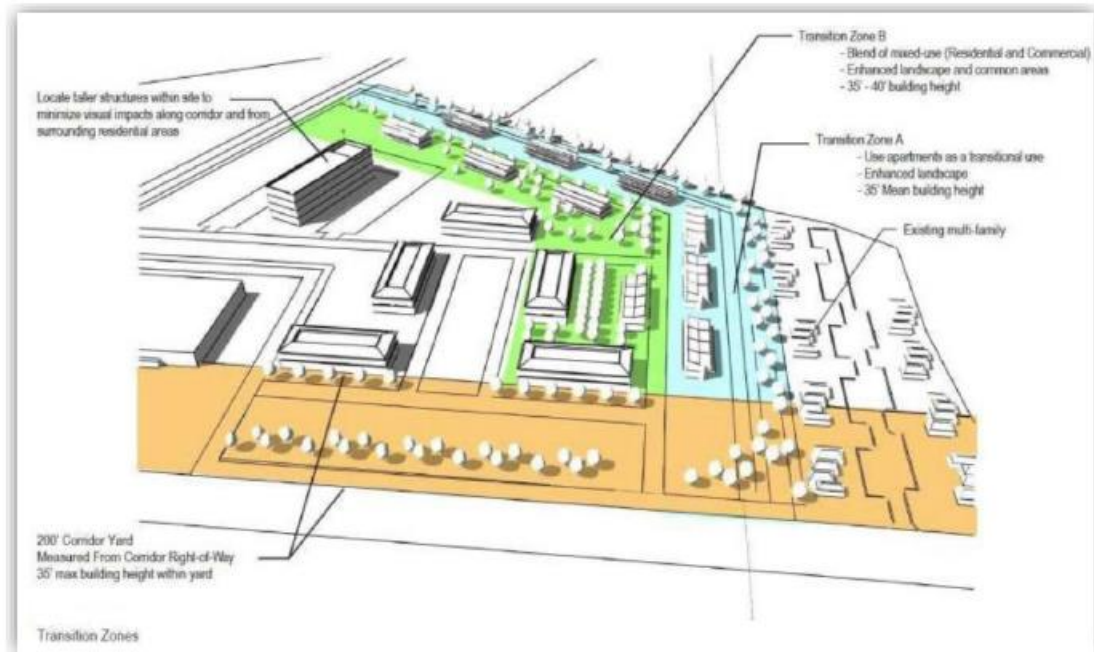 Transition Zone B
- Blend of mixed-use (Residential and Commercial)
- Enhanced landscape and common areas
- 35' - 40' building height
Locate taller structures within site to
minimize visual impacts along corridor and from
surrounding residential areas
Transition Zone A
- Use apartments as a transitional use
- Enhanced landscape
- 35' Mean building height
Existing multi-family
200' Corridor Yard
Measured From Corridor Right-of-Way
35' max building height within yard
Transition Zones